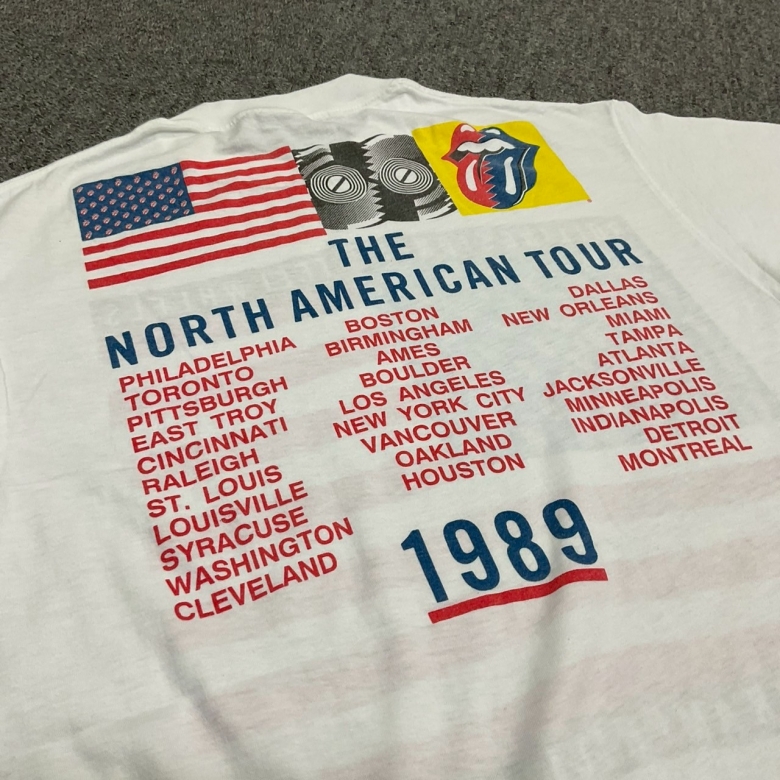 THE
NORTH AMERICAN TOUR
PHILADELPHIA
TORONTO
PITTSBURGH
EAST TROY
CINCINNATI
RALEIGH
ST. LOUIS
LOUISVILLE
SYRACUSE
WASHINGTON
CLEVELAND
BOSTON
BIRMINGHAM
AMES
BOULDER
LOS ANGELES
NEW YORK CITY
VANCOUVER
OAKLAND
HOUSTON
DALLAS
NEW ORLEANS
MIAMI
TAMPA
ATLANTA
JACKSONVILLE
MINNEAPOLIS
INDIANAPOLIS
DETROIT
MONTREAL
1989